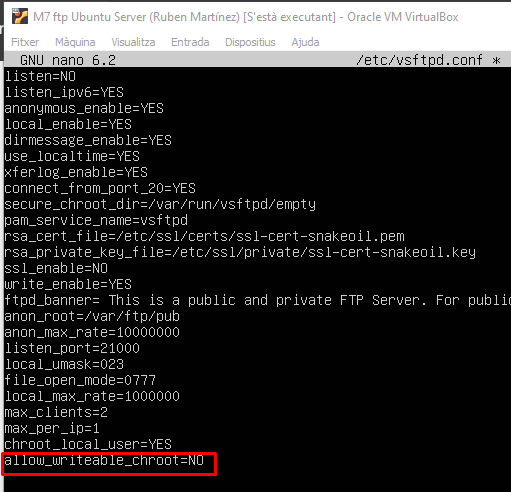 M7 ftp Ubuntu Server (Ruben Martínez) [S'està executant] - Oracle VM VirtualBox
Fitxer Màquina Visualitza Entrada Dispositius Ajuda
GNU nano 6.2 /etc/vsftpd.conf *
listen=NO
listen_ipv6=YES
anonymous_enable=YES
local_enable=YES
dirmessage_enable=YES
use_localtime=YES
xferlog_enable=YES
connect_from_port_20=YES
secure_chroot_dir=/var/run/vsftpd/empty
pam_service_name=vsftpd
rsa_cert_file=/etc/ssl/certs/ssl-cert-snakeoil.pem
rsa_private_key_file=/etc/ssl/private/ssl-cert-snakeoil.key
ssl_enable=NO
write_enable=YES
ftpd_banner= This is a public and private FTP Server. For public
anon_root=/var/ftp/pub
anon_max_rate=10000000
listen_port=21000
local_umask=023
file_open_mode=0777
local_max_rate=1000000
max_clients=2
max_per_ip=1
chroot_local_user=YES
allow_writeable_chroot=NO